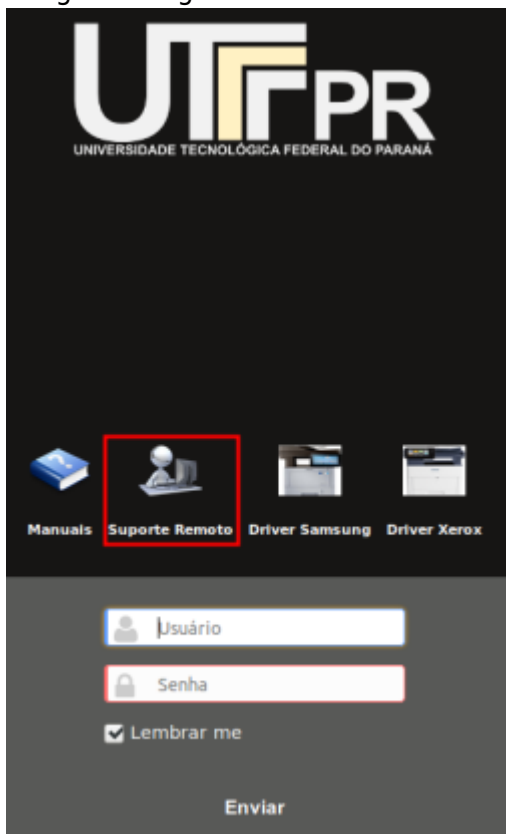 UTFPR
UNIVERSIDADE TECNOLÓGICA FEDERAL DO PARANÁ
Manuais Suporte Remoto Driver Samsung Driver Xerox
Usuário
Senha
Lembrar me
Enviar